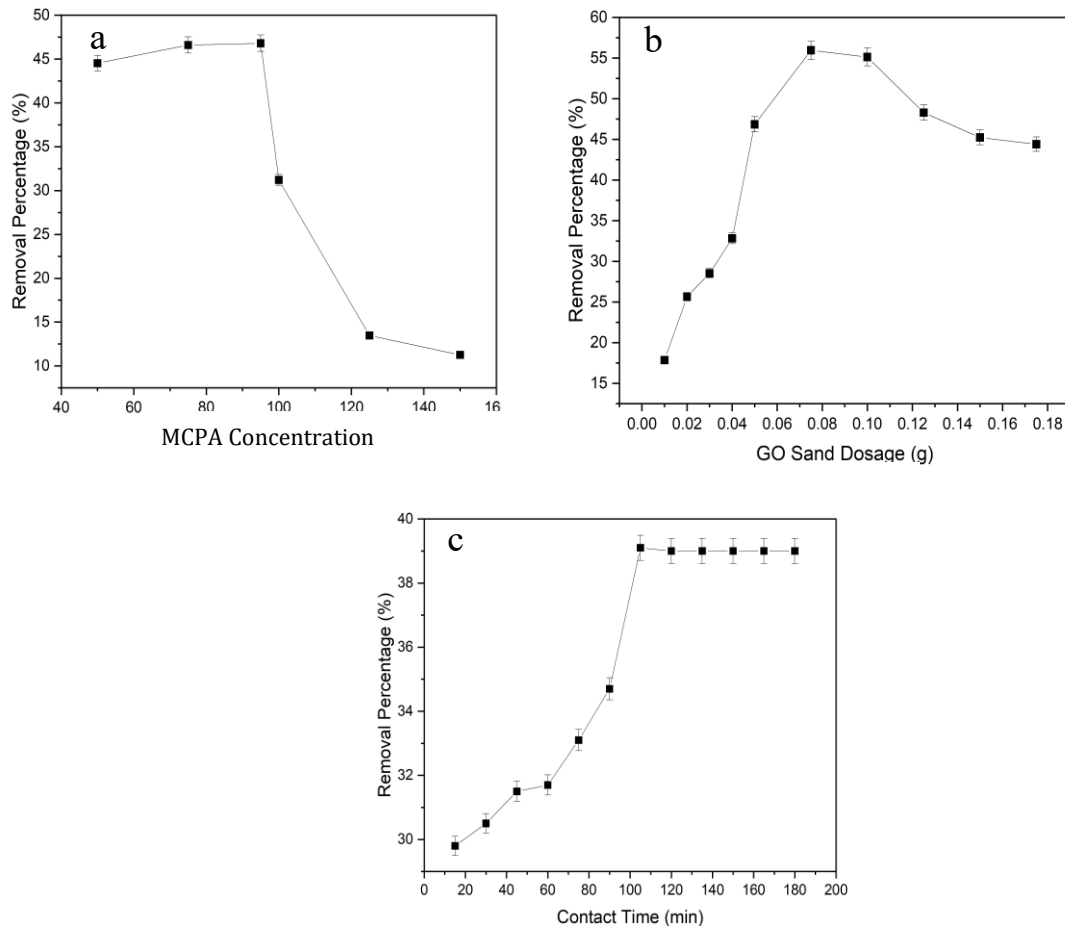 a
50
45
40
35
30
25
20
15
10
Removal Percentage (%)
40 60 80 100 120 140 16
MCPA Concentration
b
60
55
50
45
40
35
30
25
20
15
Removal Percentage (%)
0.00 0.02 0.04 0.06 0.08 0.10 0.12 0.14 0.16 0.18
GO Sand Dosage (g)
c
40
38
36
34
32
30
Removal Percentage (%)
0 20 40 60 80 100 120 140 160 180 200
Contact Time (min)